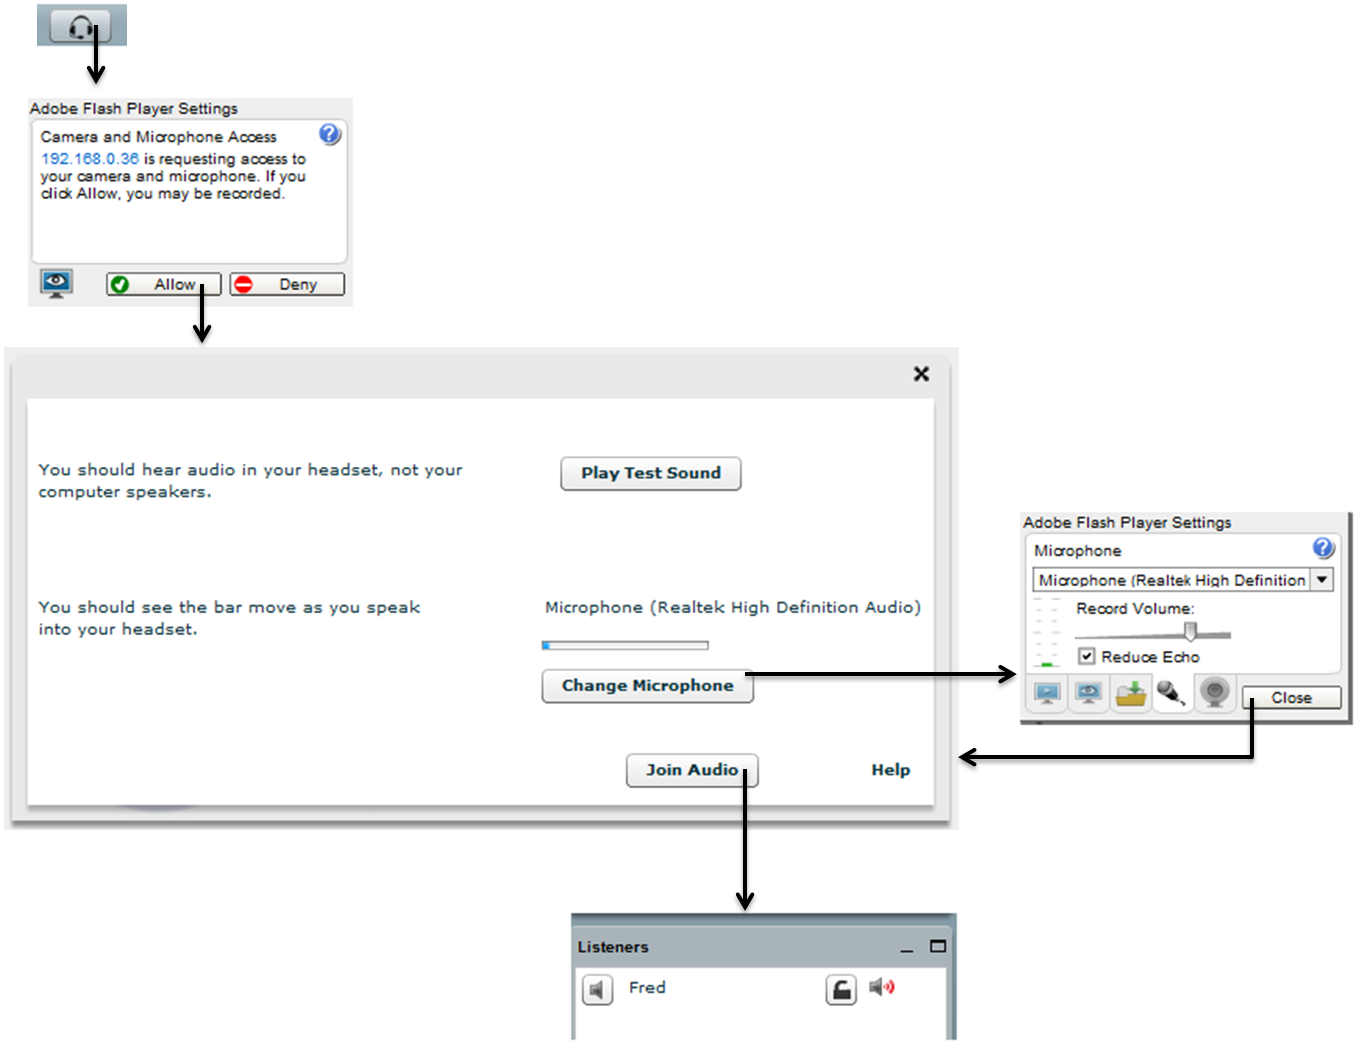 Adobe Flash Player Settings
Camera and Microphone Access
192.168.0.36 is requesting access to
your camera and microphone. If you
click Allow, you may be recorded.
Allow
Deny
You should hear audio in your headset, not your
computer speakers.
Play Test Sound
You should see the bar move as you speak
into your headset.
Microphone (Realtek High Definition Audio)
Change Microphone
Join Audio
Help
Adobe Flash Player Settings
Microphone
Microphone (Realtek High Definition
Record Volume:
Reduce Echo
Close
Listeners
Fred